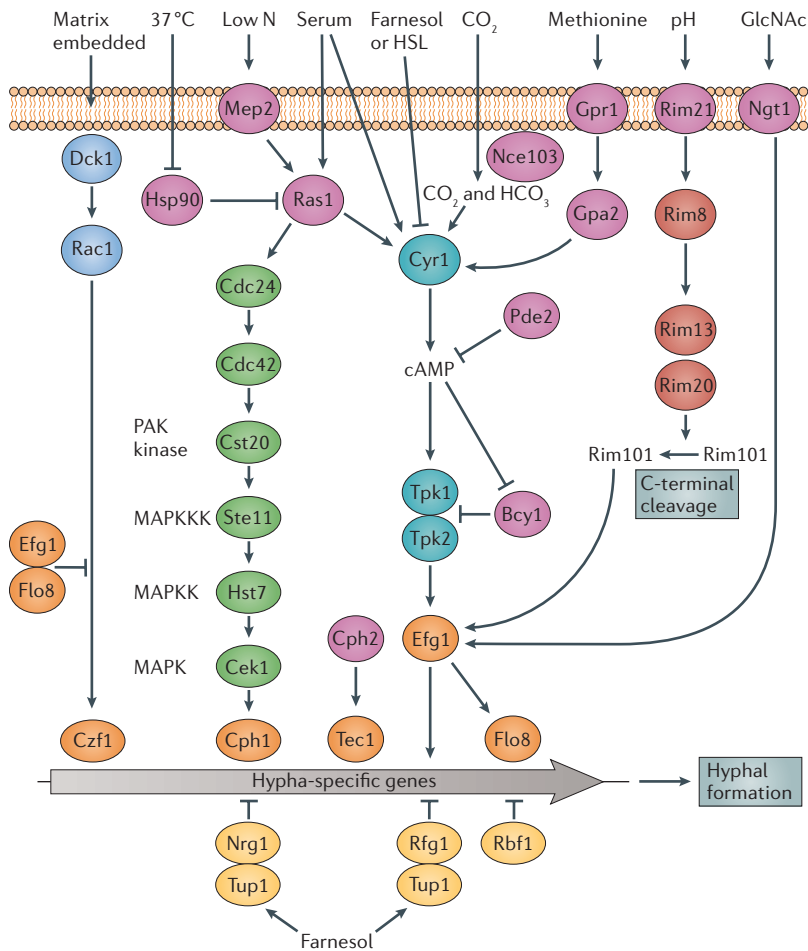 Matrix
embedded
37 °C
Low N
Serum
Farnesol
or HSL
CO2
Methionine
pH
GlcNAc
Mep2
Gpr1
Rim21
Ngt1
Dck1
Nce103
Hsp90
Ras1
CO2 and HCO3
Gpa2
Rim8
Rac1
Cyr1
Cdc24
Pde2
Rim13
Cdc42
cAMP
Rim20
PAK
kinase
Cst20
Rim101
Rim101
C-terminal
cleavage
Tpk1
MAPKKK
Ste11
Bcy1
Tpk2
Efg1
Flo8
MAPKK
Hst7
Cph2
Efg1
MAPK
Cek1
Czf1
Cph1
Tec1
Flo8
Hypha-specific genes
Hyphal
formation
Nrg1
Rfg1
Rbf1
Tup1
Tup1
Farnesol